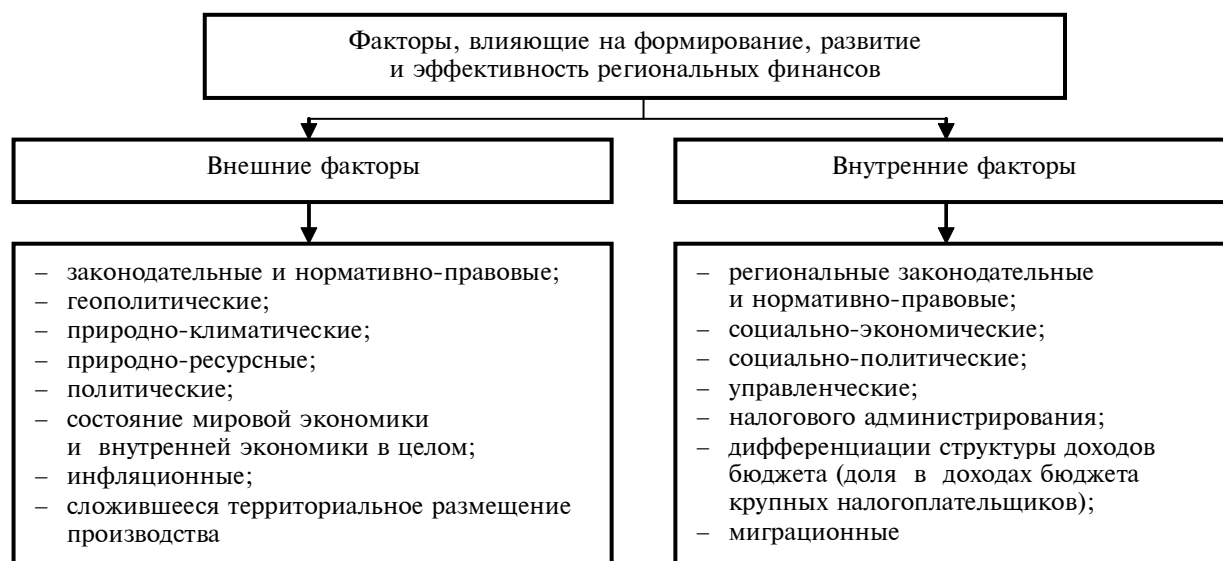 Факторы, влияющие на формирование, развитие
и эффективность региональных финансов
Внешние факторы
– законодательные и нормативно-правовые;
– геополитические;
– природно-климатические;
– природно-ресурсные;
– политические;
– состояние мировой экономики
и внутренней экономики в целом;
– инфляционные;
– сложившееся территориальное размещение
производства
Внутренние факторы
– региональные законодательные
и нормативно-правовые;
– социально-экономические;
– социально-политические;
– управленческие;
– налогового администрирования;
– дифференциации структуры доходов
бюджета (доля в доходах бюджета
крупных налогоплательщиков);
– миграционные